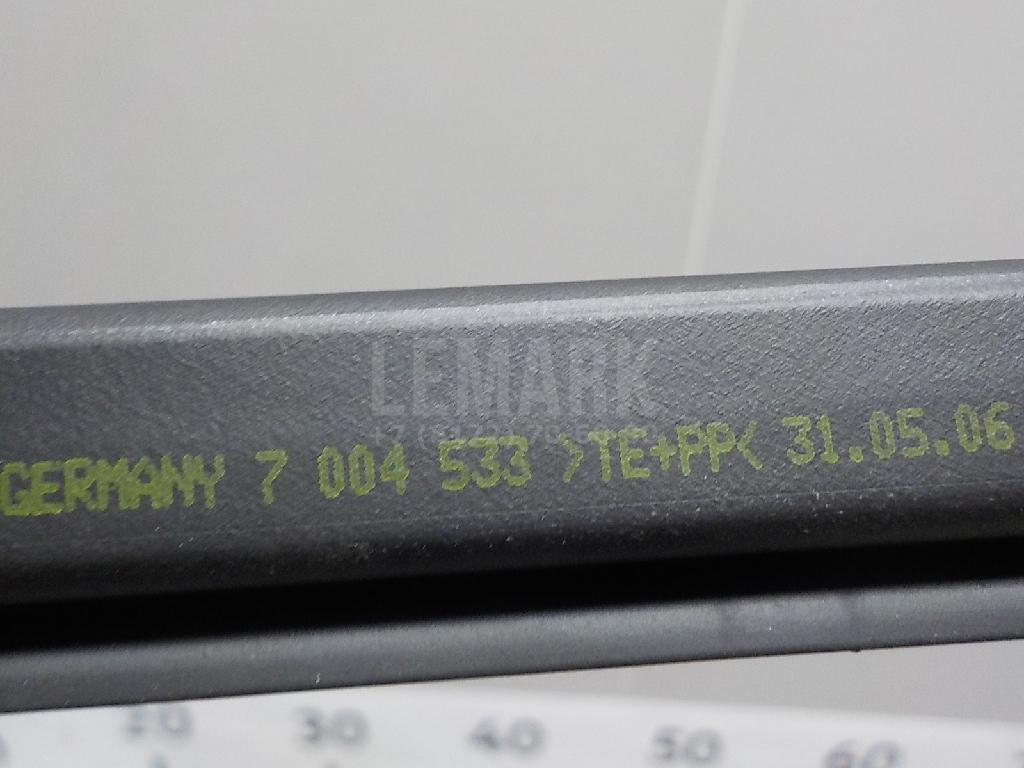 LEMARK
GERMANY 7 004 533 >TE+PP< 31.05.06
30 40 50 60